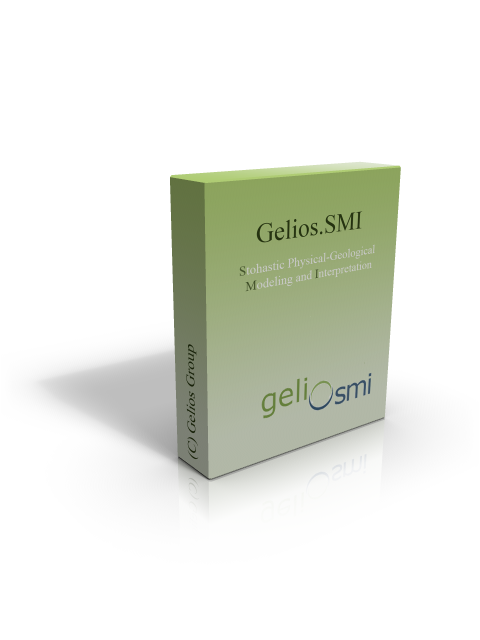 Gelios.SMI
Stohastic Physical-Geological
Modeling and Interpretation
geliosmi
(C) Gelios Group